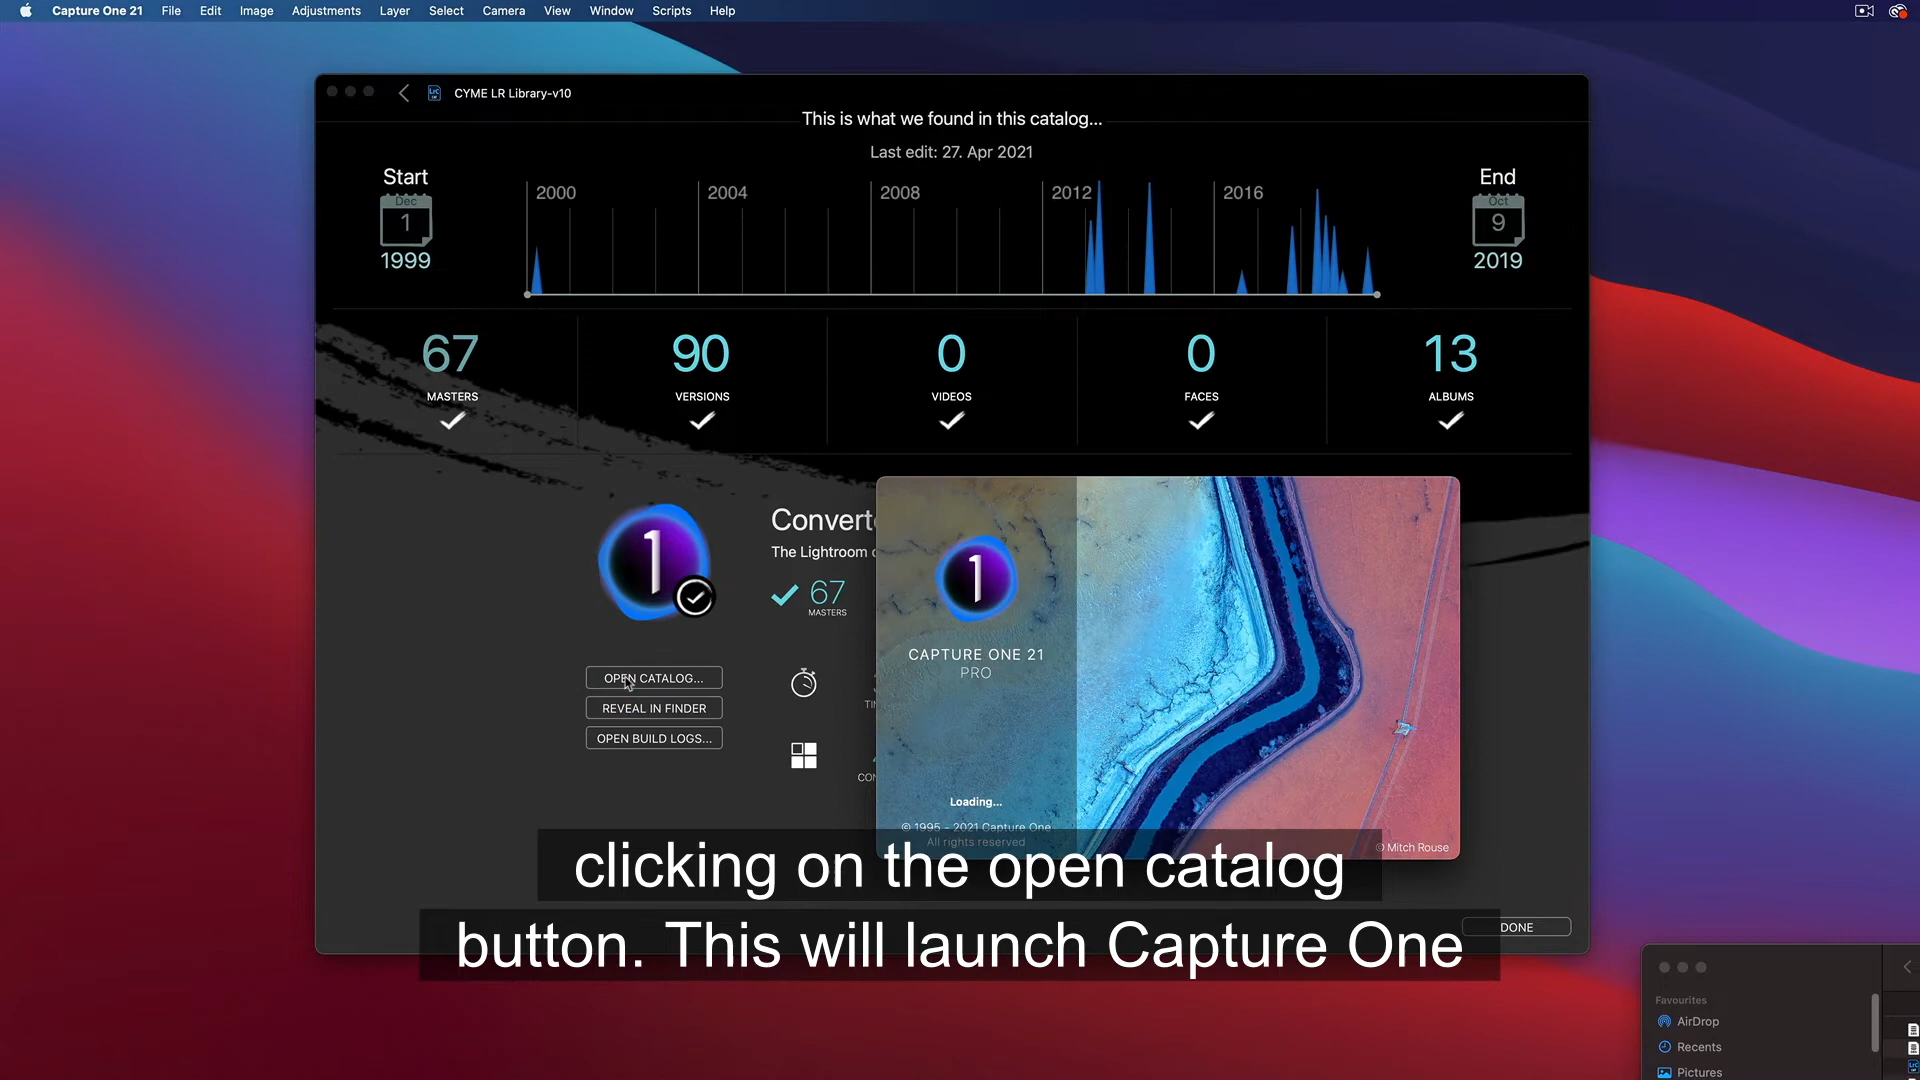 Capture One 21 File Edit Image Adjustments Layer Select Camera View Window Scripts Help
CYME LR Library-v10
This is what we found in this catalog...
Last edit: 27. Apr 2021
Start
Dec
1
1999
2000 2004 2008 2012 2016
End
Oct
9
2019
67 90 0 0 13
MASTERS VERSIONS VIDEOS FACES ALBUMS
The Lightroom
67
MASTERS
OPEN CATALOG...
REVEAL IN FINDER
OPEN BUILD LOGS...
1
CAPTURE ONE 21
PRO
Loading...
© 1995 - 2021 Capture One
All rights reserved
© Mitch Rouse
clicking on the open catalog
button. This will launch Capture One
DONE
Favourites
AirDrop
Recents
Pictures